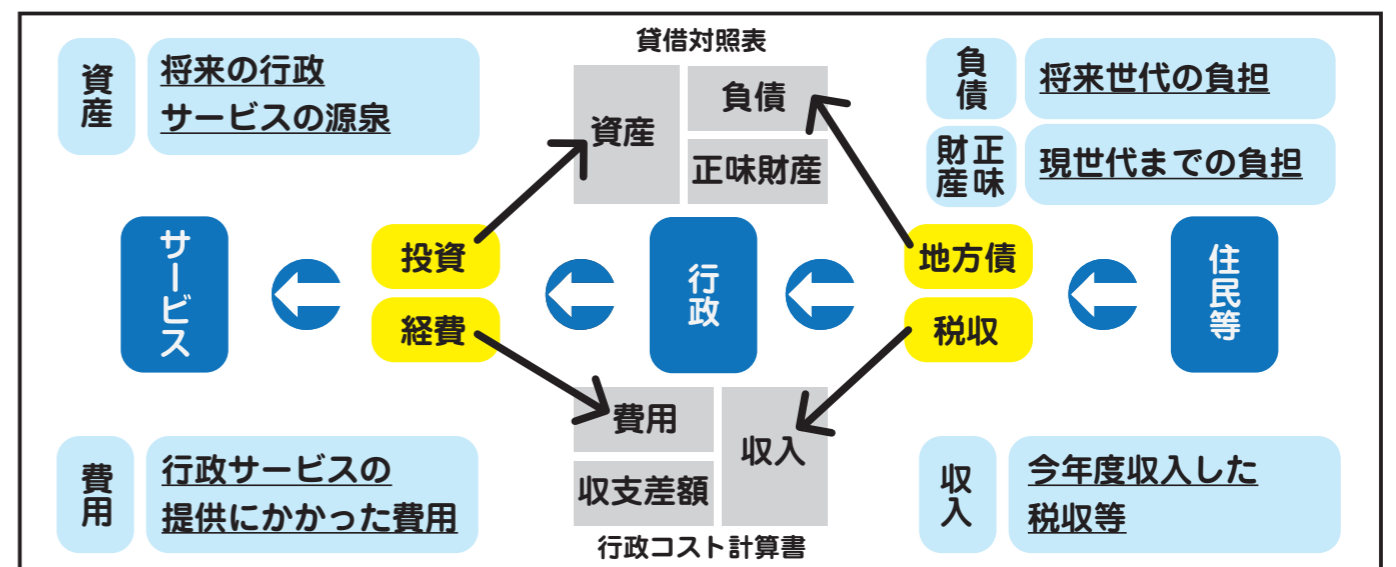 貸借対照表
資産
将来の行政
サービスの源泉
資産
負債
正味財産
負債
将来世代の負担
正味財産
現世代までの負担
サービス
投資
経費
行政
地方債
税収
住民等
費用
行政サービスの
提供にかかった費用
費用
収支差額
収入
収入
今年度収入した
税収等
行政コスト計算書